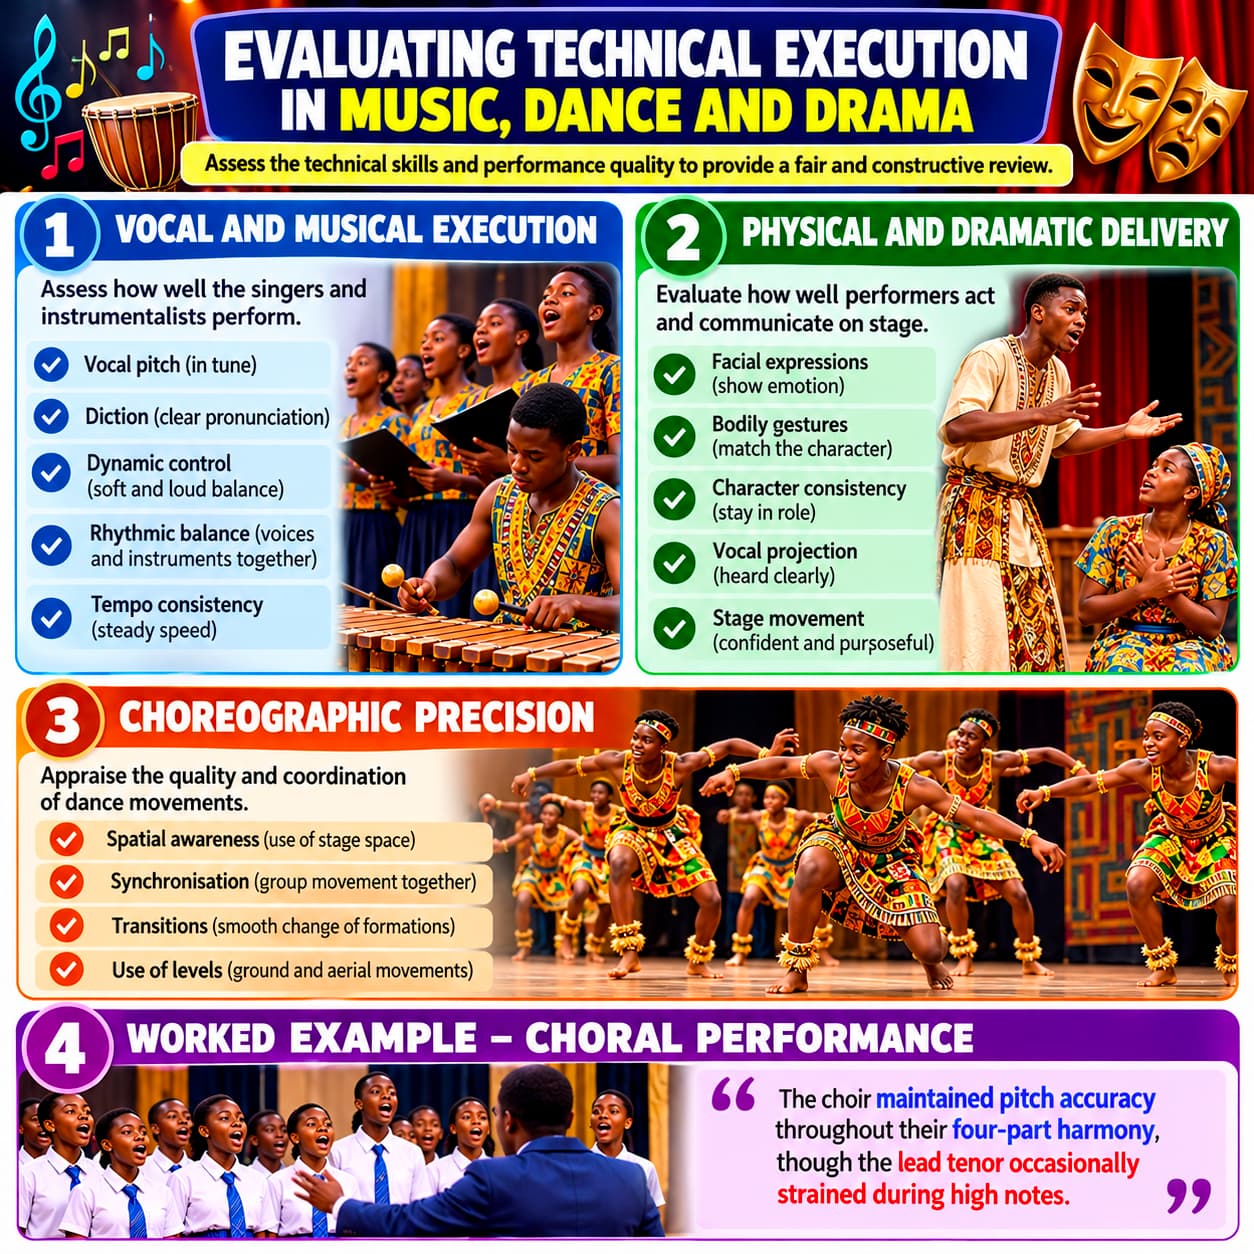 EVALUATING TECHNICAL EXECUTION
IN MUSIC, DANCE AND DRAMA
Assess the technical skills and performance quality to provide a fair and constructive review.
1 VOCAL AND MUSICAL EXECUTION
Assess how well the singers and
instrumentalists perform.
Vocal pitch (in tune)
Diction (clear pronunciation)
Dynamic control
(soft and loud balance)
Rhythmic balance (voices
and instruments together)
Tempo consistency
(steady speed)
2 PHYSICAL AND DRAMATIC DELIVERY
Evaluate how well performers act
and communicate on stage.
Facial expressions
(show emotion)
Bodily gestures
(match the character)
Character consistency
(stay in role)
Vocal projection
(heard clearly)
Stage movement
(confident and purposeful)
3 CHOREOGRAPHIC PRECISION
Appraise the quality and coordination
of dance movements.
Spatial awareness (use of stage space)
Synchronisation (group movement together)
Transitions (smooth change of formations)
Use of levels (ground and aerial movements)
4 WORKED EXAMPLE – CHORAL PERFORMANCE
“ The choir maintained pitch accuracy
throughout their four-part harmony,
though the lead tenor occasionally
strained during high notes. ”